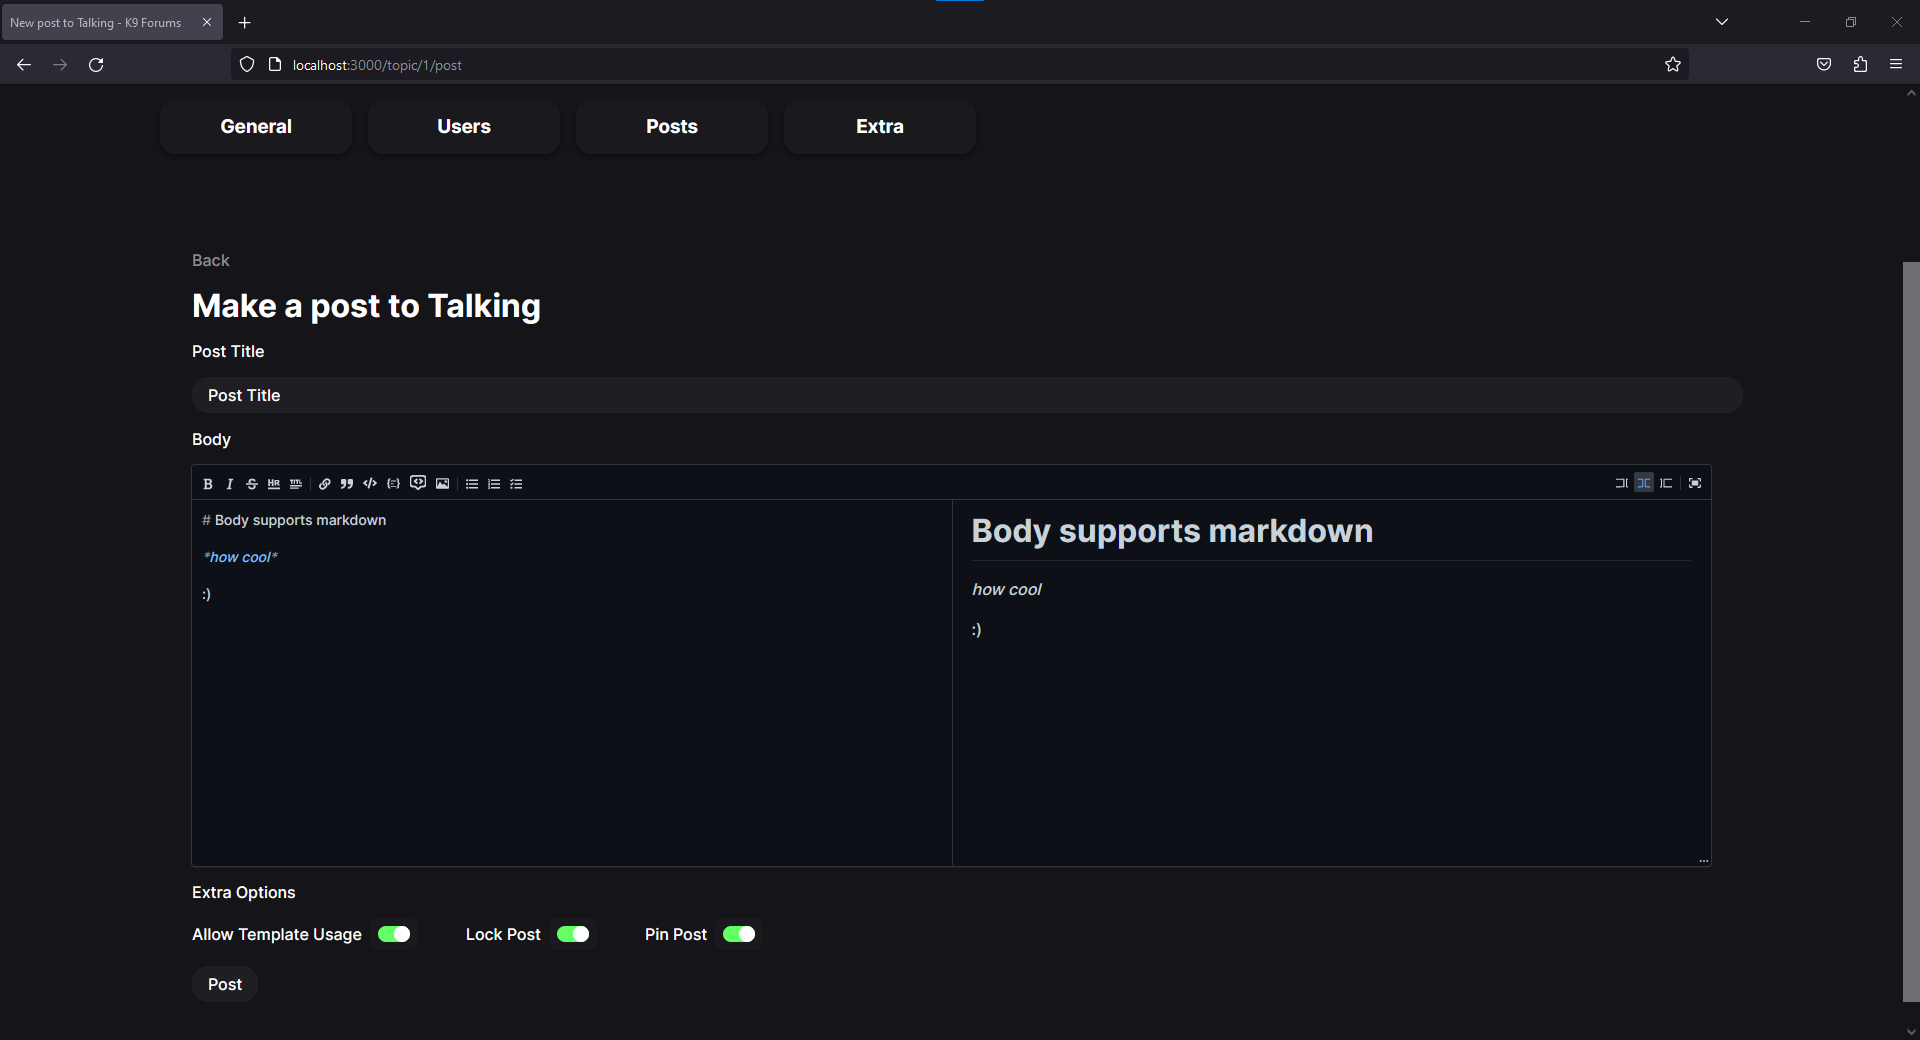 New post to Talking - K9 Forums
localhost:3000/topic/1/post
General Users Posts Extra
Back
Make a post to Talking
Post Title
Post Title
Body
# Body supports markdown
*how cool*
:)
Body supports markdown
how cool
:)
Extra Options
Allow Template Usage Lock Post Pin Post
Post